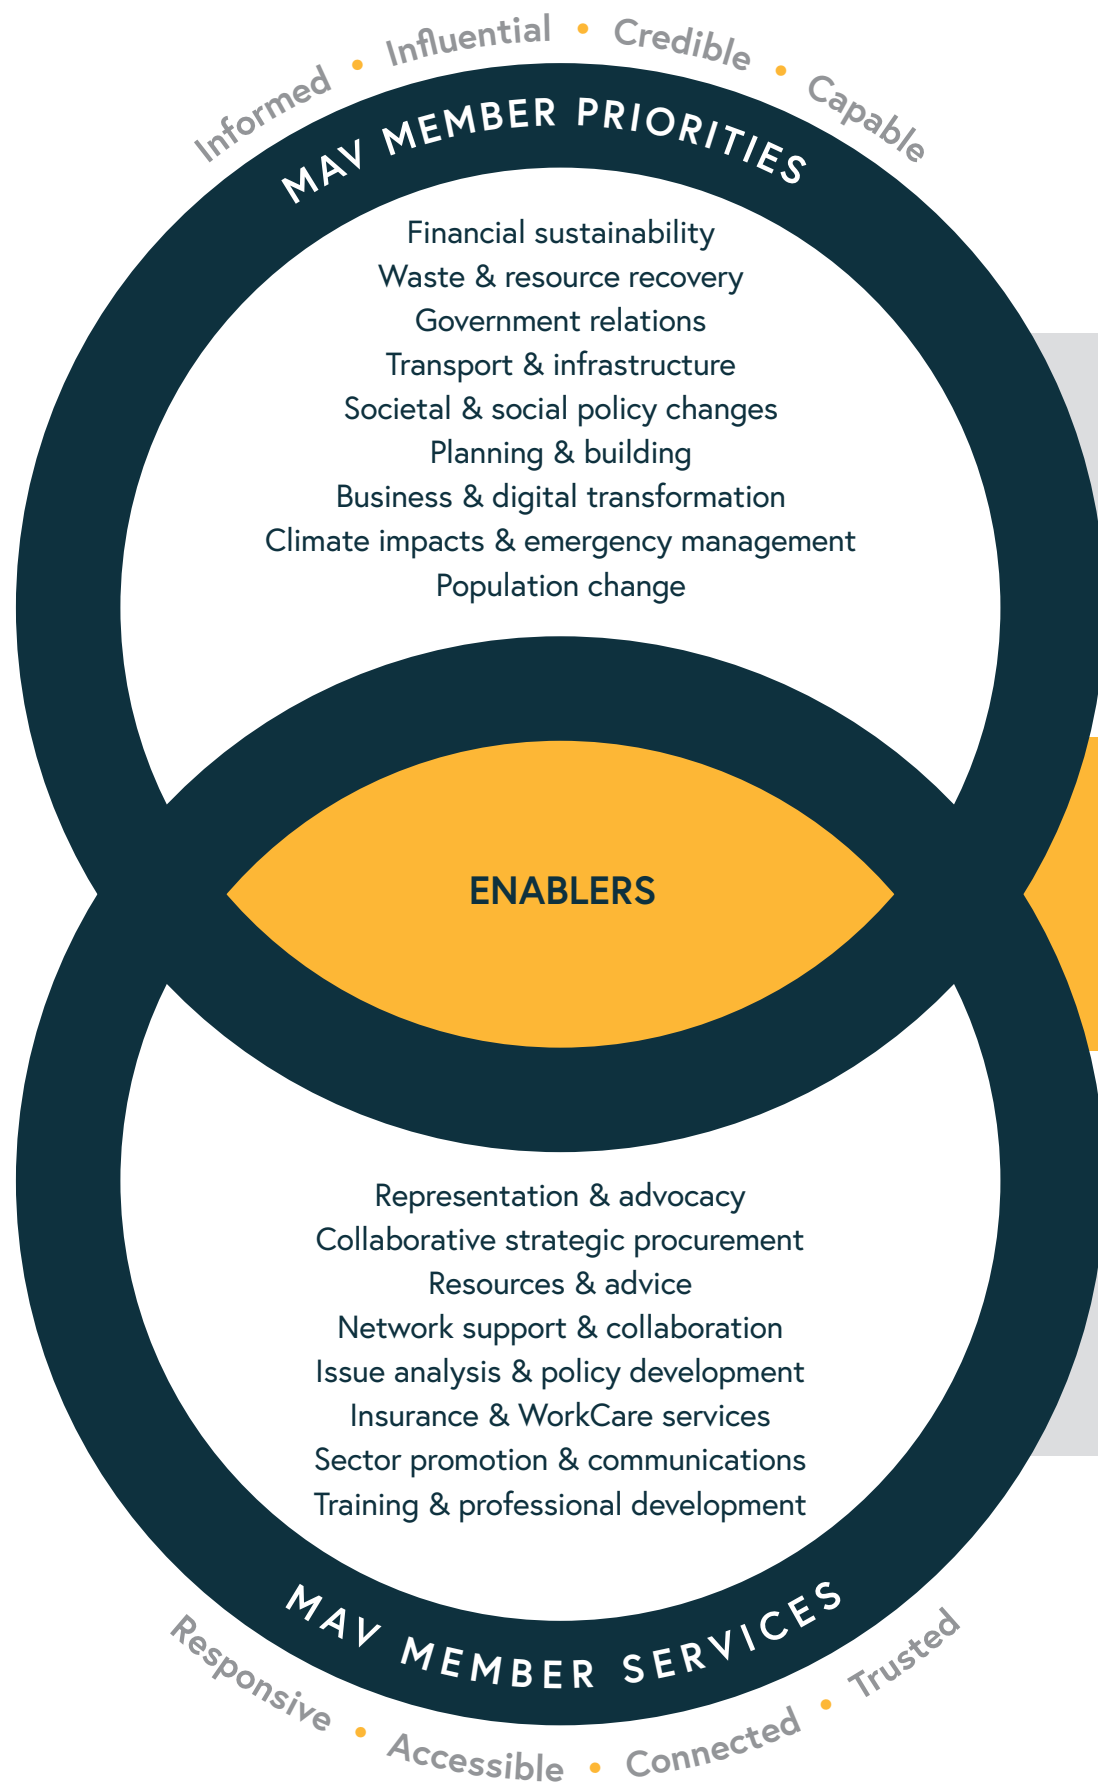 Informed • Influential • Credible • Capable
MAV MEMBER PRIORITIES
Financial sustainability
Waste & resource recovery
Government relations
Transport & infrastructure
Societal & social policy changes
Planning & building
Business & digital transformation
Climate impacts & emergency management
Population change
ENABLERS
Representation & advocacy
Collaborative strategic procurement
Resources & advice
Network support & collaboration
Issue analysis & policy development
Insurance & WorkCare services
Sector promotion & communications
Training & professional development
MAV MEMBER SERVICES
Responsive • Accessible • Connected • Trusted